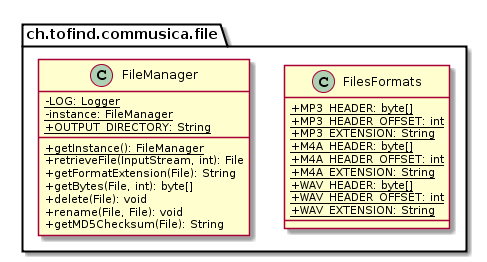 ch.tofind.commusica.file
C FileManager
-LOG: Logger
-instance: FileManager
+OUTPUT_DIRECTORY: String
+getInstance(): FileManager
+retrieveFile(InputStream, int): File
+getFormatExtension(File): String
+getBytes(File, int): byte[]
+delete(File): void
+rename(File, File): void
+getMD5Checksum(File): String
C FilesFormats
+MP3_HEADER: byte[]
+MP3_HEADER_OFFSET: int
+MP3_EXTENSION: String
+M4A_HEADER: byte[]
+M4A_HEADER_OFFSET: int
+M4A_EXTENSION: String
+WAV_HEADER: byte[]
+WAV_HEADER_OFFSET: int
+WAV_EXTENSION: String